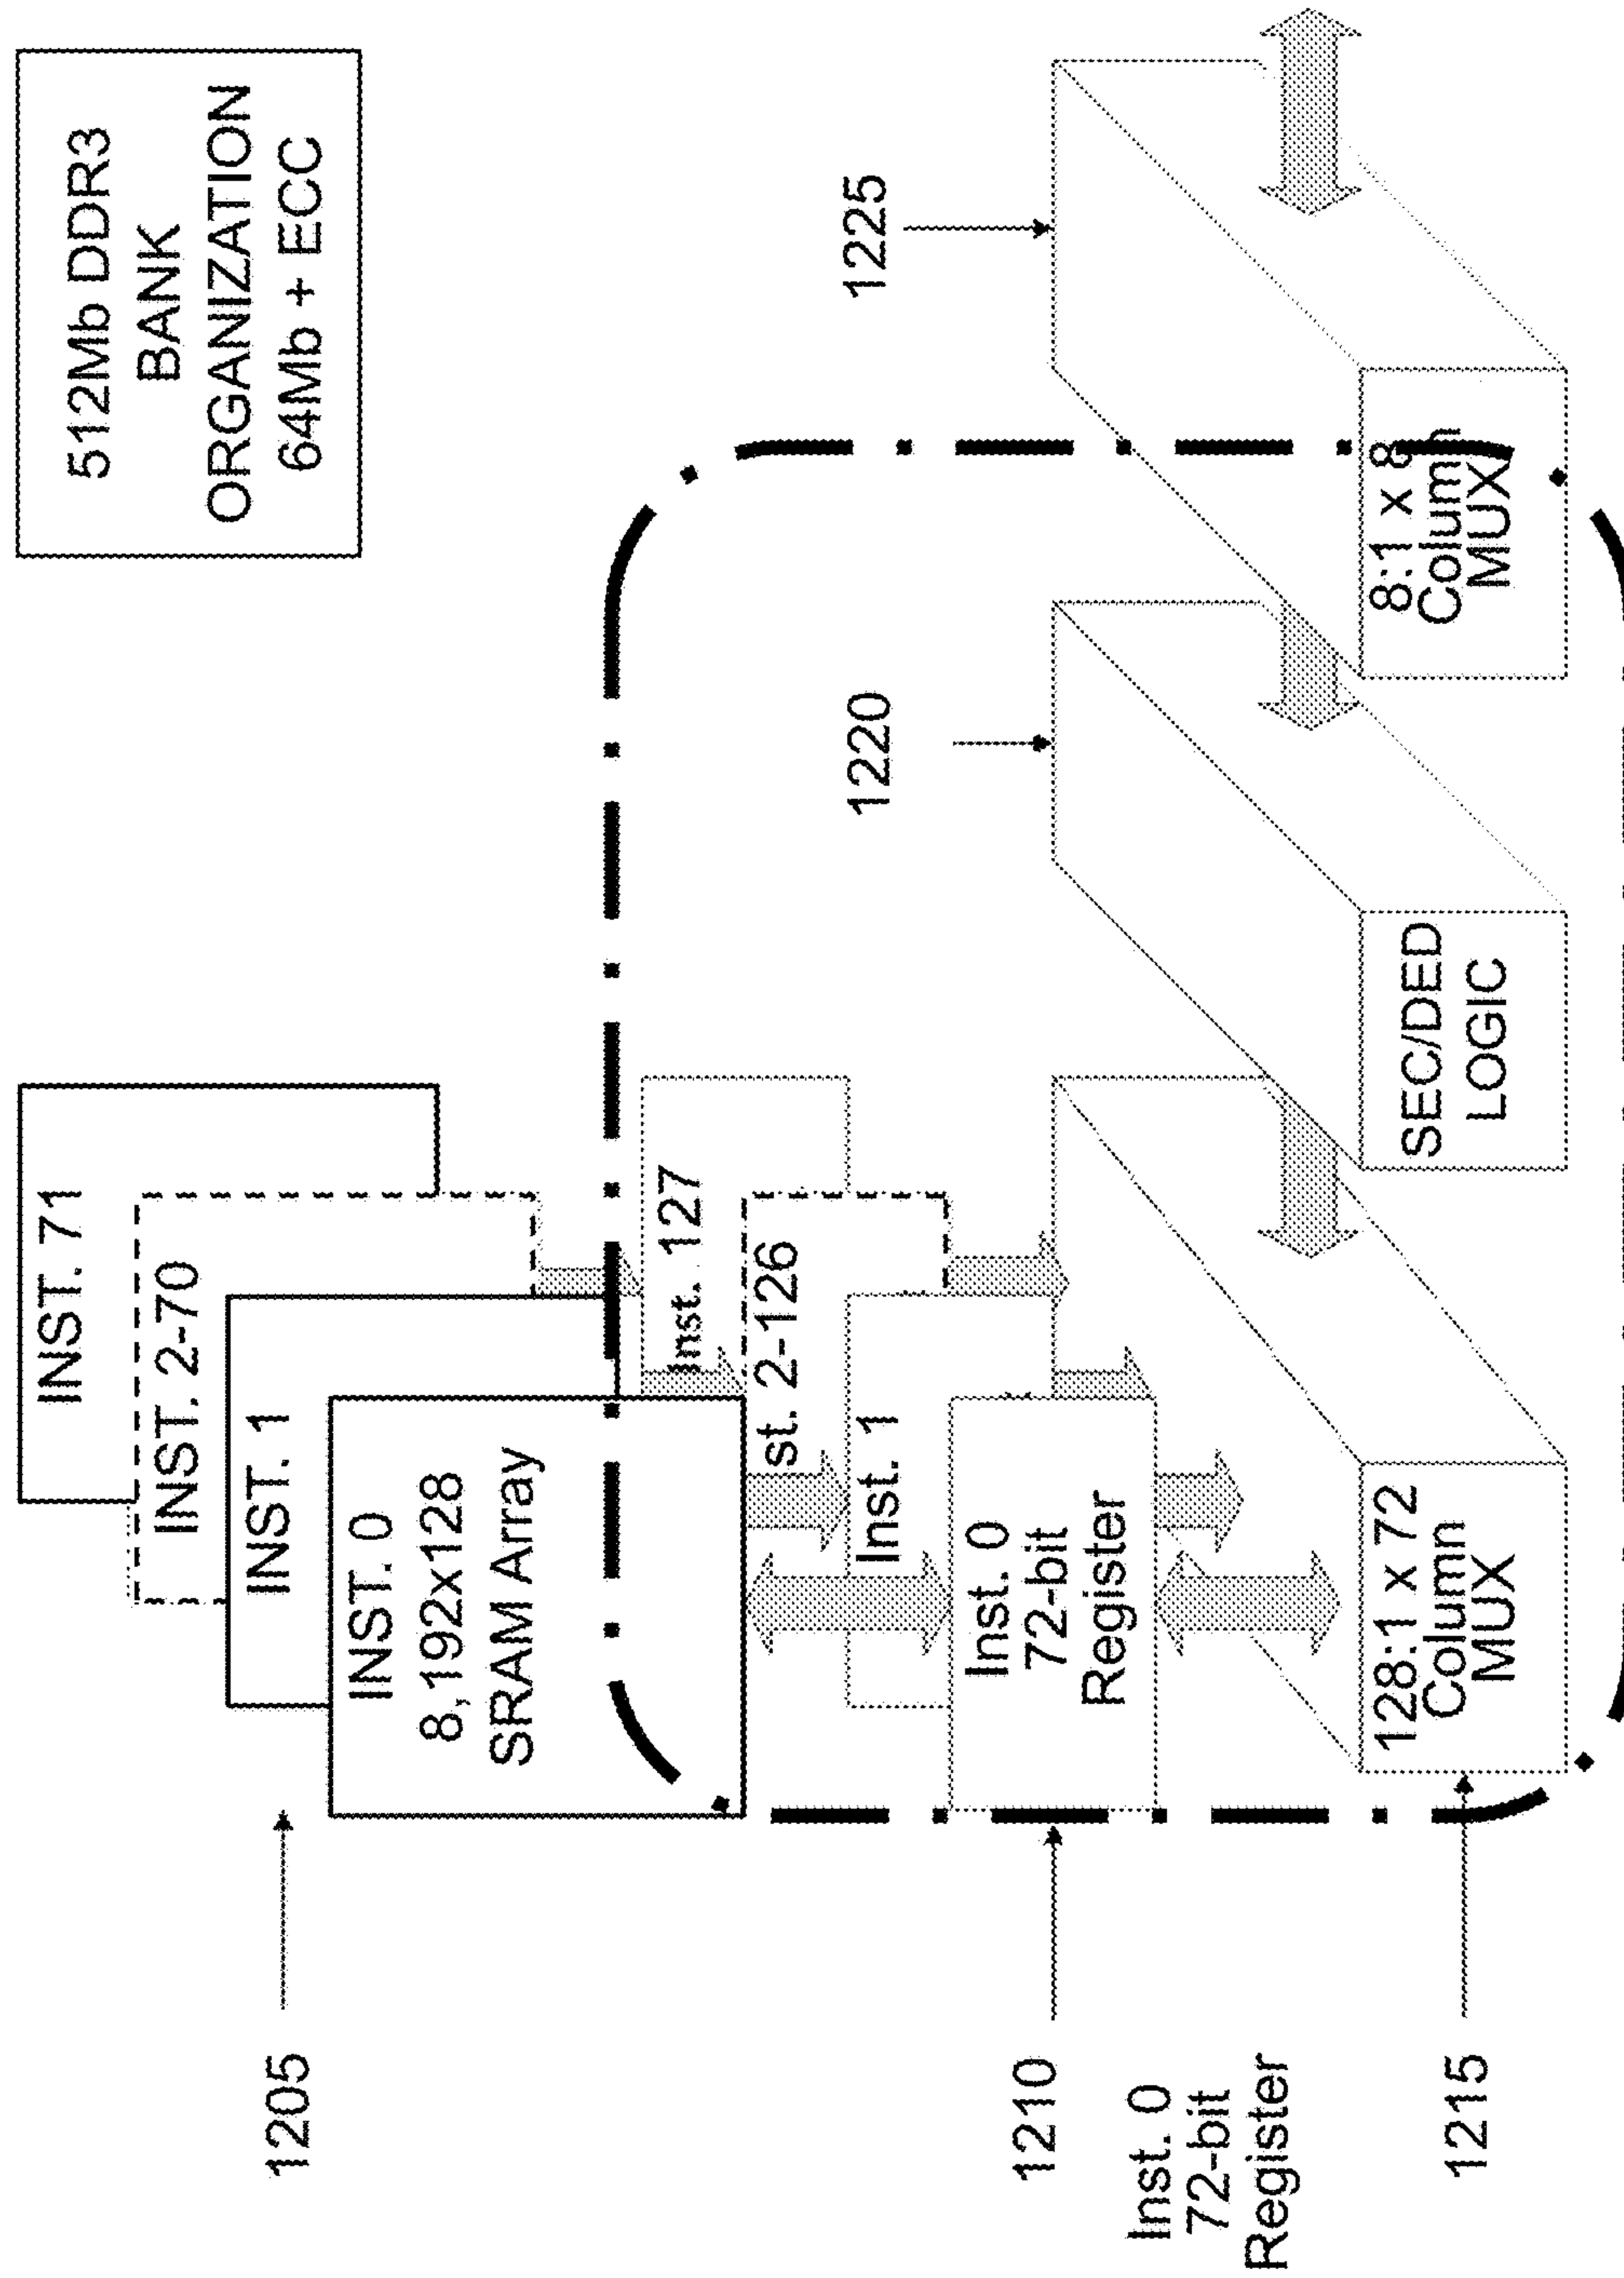 512Mb DDR3
BANK
ORGANIZATION
64Mb + ECC
INST. 71
INST. 2-70
INST. 1
INST. 0
8,192x128
SRAM Array
1205
Inst. 127
st. 2-126
Inst. 1
Inst. 0
72-bit
Register
1210
Inst. 0
72-bit
Register
1220
1225
128:1 x 72
Column
MUX
1215
SEC/DED
LOGIC
8:1 x 8
Column
MUX